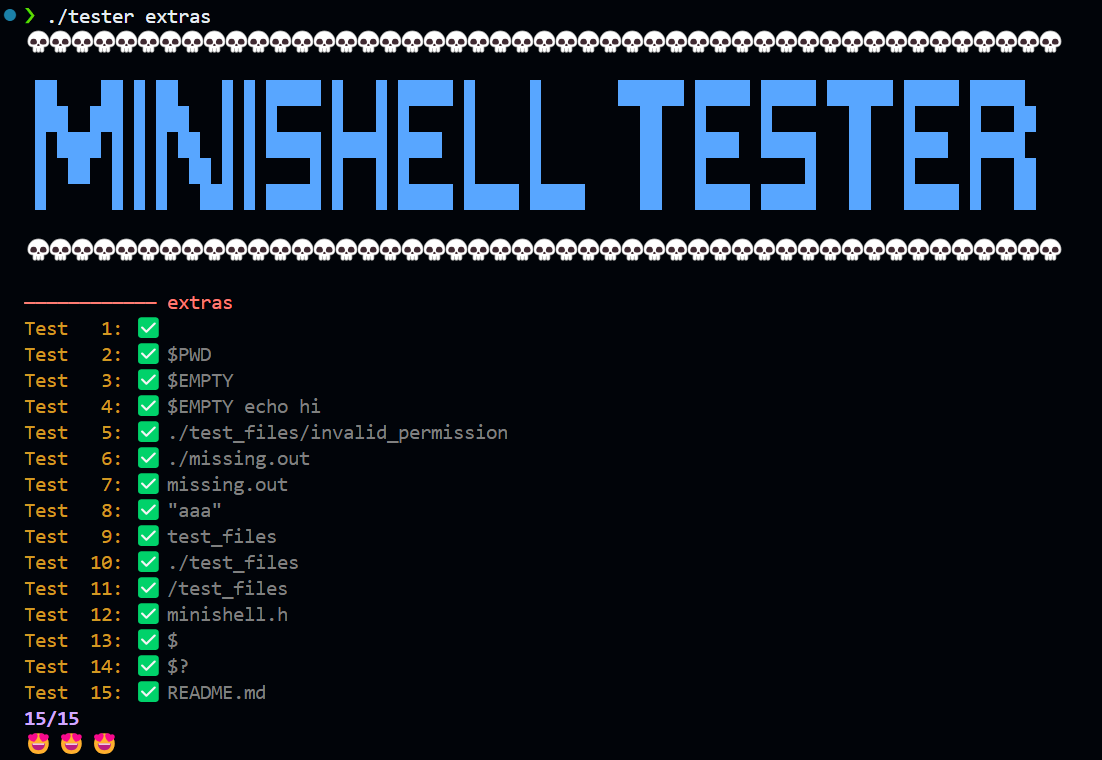 ❯ ./tester extras
💀💀💀💀💀💀💀💀💀💀💀💀💀💀💀💀💀💀💀💀💀💀💀💀💀💀💀💀💀💀💀💀💀💀💀💀💀💀💀💀💀💀💀💀💀💀💀
MINISHELL TESTER
💀💀💀💀💀💀💀💀💀💀💀💀💀💀💀💀💀💀💀💀💀💀💀💀💀💀💀💀💀💀💀💀💀💀💀💀💀💀💀💀💀💀💀💀💀💀💀
———————————— extras
Test   1: ✅
Test   2: ✅ $PWD
Test   3: ✅ $EMPTY
Test   4: ✅ $EMPTY echo hi
Test   5: ✅ ./test_files/invalid_permission
Test   6: ✅ ./missing.out
Test   7: ✅ missing.out
Test   8: ✅ "aaa"
Test   9: ✅ test_files
Test  10: ✅ ./test_files
Test  11: ✅ /test_files
Test  12: ✅ minishell.h
Test  13: ✅ $
Test  14: ✅ $?
Test  15: ✅ README.md
15/15
😍 😍 😍